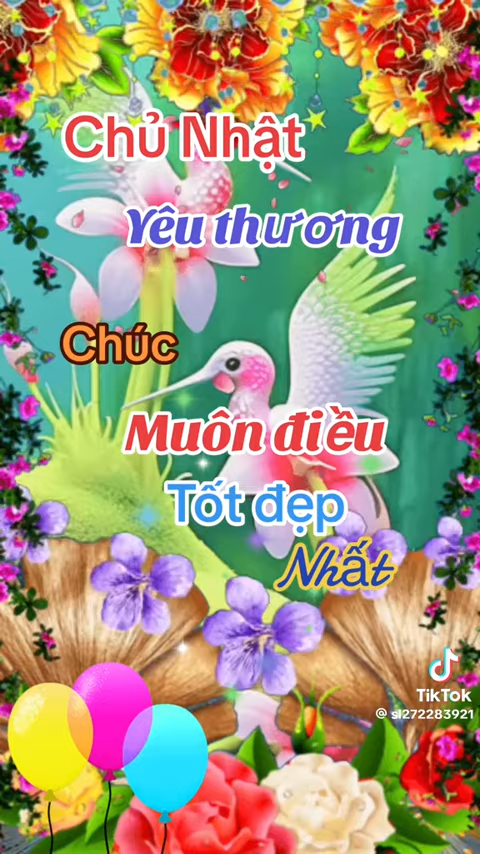 Chủ Nhật
Yêu thương
Chúc
Muôn điều
Tốt đẹp
Nhất
TikTok
@ sl272283921